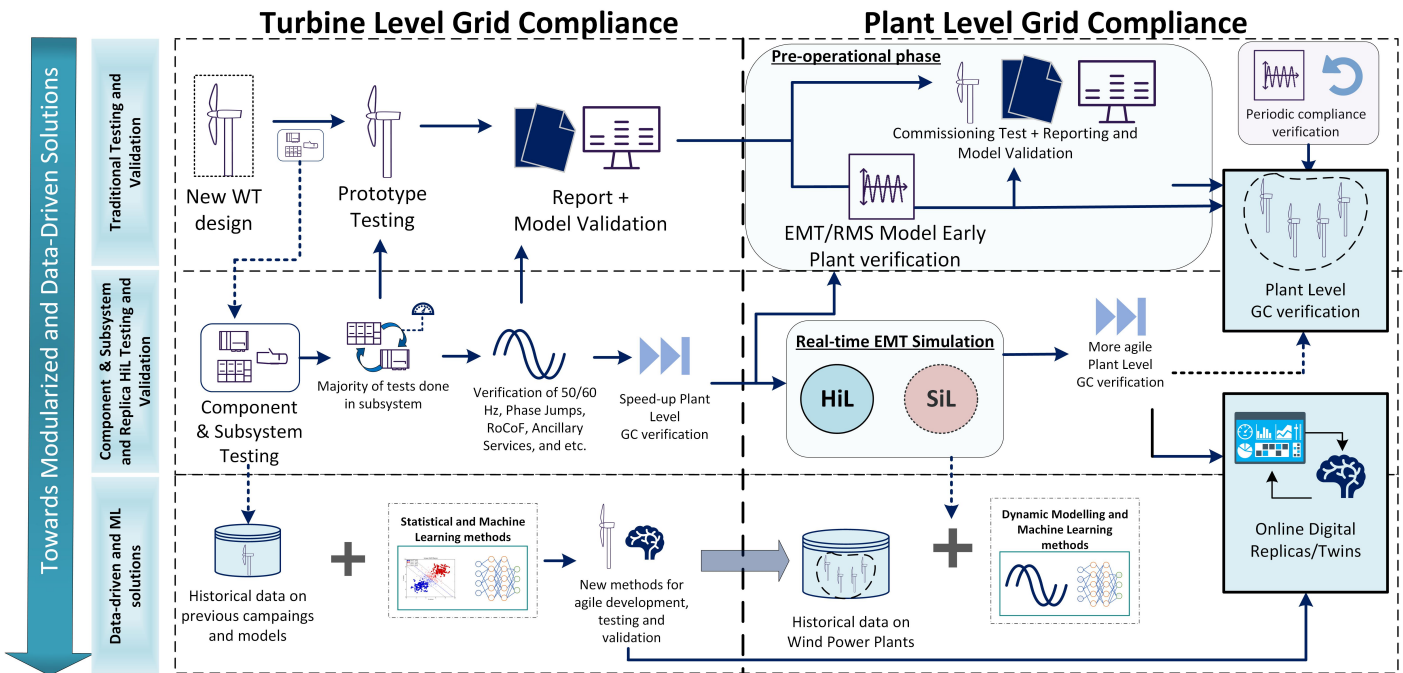 Turbine Level Grid Compliance
Plant Level Grid Compliance
Towards Modularized and Data-Driven Solutions
Traditional Testing and
Validation
New WT
design
Prototype
Testing
Report +
Model Validation
Pre-operational phase
Commissioning Test + Reporting and
Model Validation
EMT/RMS Model Early
Plant verification
Periodic compliance
verification
Plant Level
GC verification
Component & Subsystem
and Replica HiL Testing and
Validation
Component
& Subsystem
Testing
Majority of tests done
in subsystem
Verification of 50/60
Hz, Phase Jumps,
RoCoF, Ancillary
Services, and etc.
Speed-up Plant
Level
GC verification
Real-time EMT Simulation
HiL
SiL
More agile
Plant Level
GC verification
Online Digital
Replicas/Twins
Data-driven and ML
solutions
Historical data on
previous campaings
and models
Statistical and Machine
Learning methods
New methods for
agile development,
testing and
validation
Historical data on
Wind Power Plants
Dynamic Modelling and
Machine Learning
methods